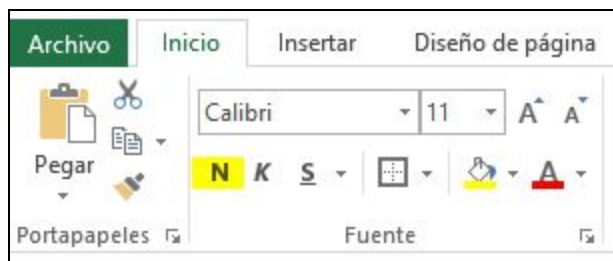 Archivo Inicio Insertar Diseño de página
Calibri 11 A A
Pegar N K S A
Portapapeles Fuente